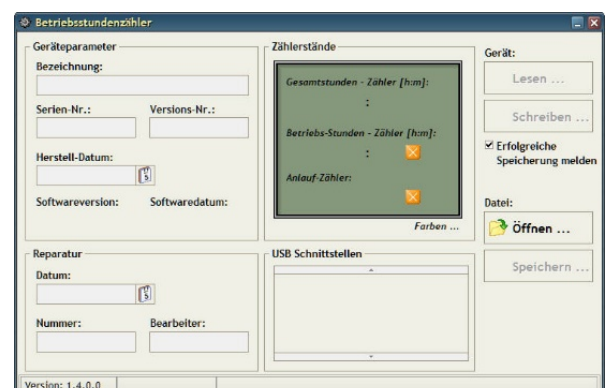 Betriebsstundenzähler
Geräteparameter
Bezeichnung:
Serien-Nr.: Versions-Nr.:
Herstell-Datum:
Softwareversion: Softwaredatum:
Reparatur
Datum:
Nummer: Bearbeiter:
Zählerstände
Gesamtstunden - Zähler [h:m]:
:
Betriebs-Stunden - Zähler [h:m]:
:
Anlauf-Zähler:
Farben ...
USB Schnittstellen
Gerät:
Lesen ...
Schreiben ...
Erfolgreiche
Speicherung melden
Datei:
Öffnen ...
Speichern ...
Version: 1.4.0.0